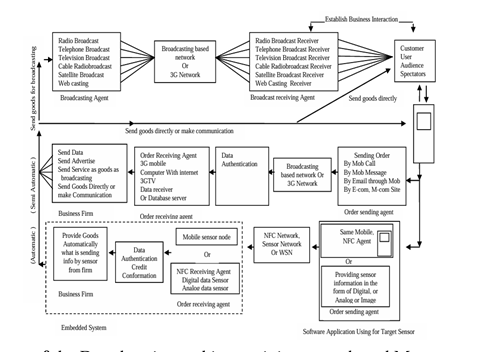 Establish Business Interaction
Radio Broadcast
Telephone Broadcast
Television Broadcast
Cable Radiobroadcast
Satellite Broadcast
Web casting
Broadcasting Agent
Broadcasting based
network
Or
3G Network
Radio Broadcast Receiver
Telephone Broadcast Receiver
Television Broadcast Receiver
Cable Radiobroadcast Receiver
Satellite Broadcast Receiver
Web Casting Receiver
Broadcast receiving Agent
Customer
User
Audience
Spectators
Send goods directly
Send goods for broadcasting
Send goods directly or make communication
( Semi Automatic )
Send Data
Send Advertise
Send Service as goods as
broadcasting
Send Goods Directly or
make Communication
Business Firm
Order Receiving Agent
3G mobile
Computer With internet
3GTV
Data receiver
Or Database server
Order receiving agent
Data
Authentication
Broadcasting
based network Or
3G Network
Sending Order
By Mob Call
By Mob Message
By Email through Mob
By E-com, M-com Site
Order sending agent
(Automatic )
Provide Goods
Automatically
what is sending
info by sensor
from firm
Business Firm
Data
Authentication
Credit
Conformation
Mobile sensor node
Or
NFC Receiving Agent
Digital data Sensor
Analog data sensor
Order receiving agent
NFC Network,
Sensor Network
Or WSN
Same Mobile,
NFC Agent
Or
Providing sensor
information in the
form of Digital, or
Analog or Image
Order sending agent
Embedded System
Software Application Using for Target Sensor